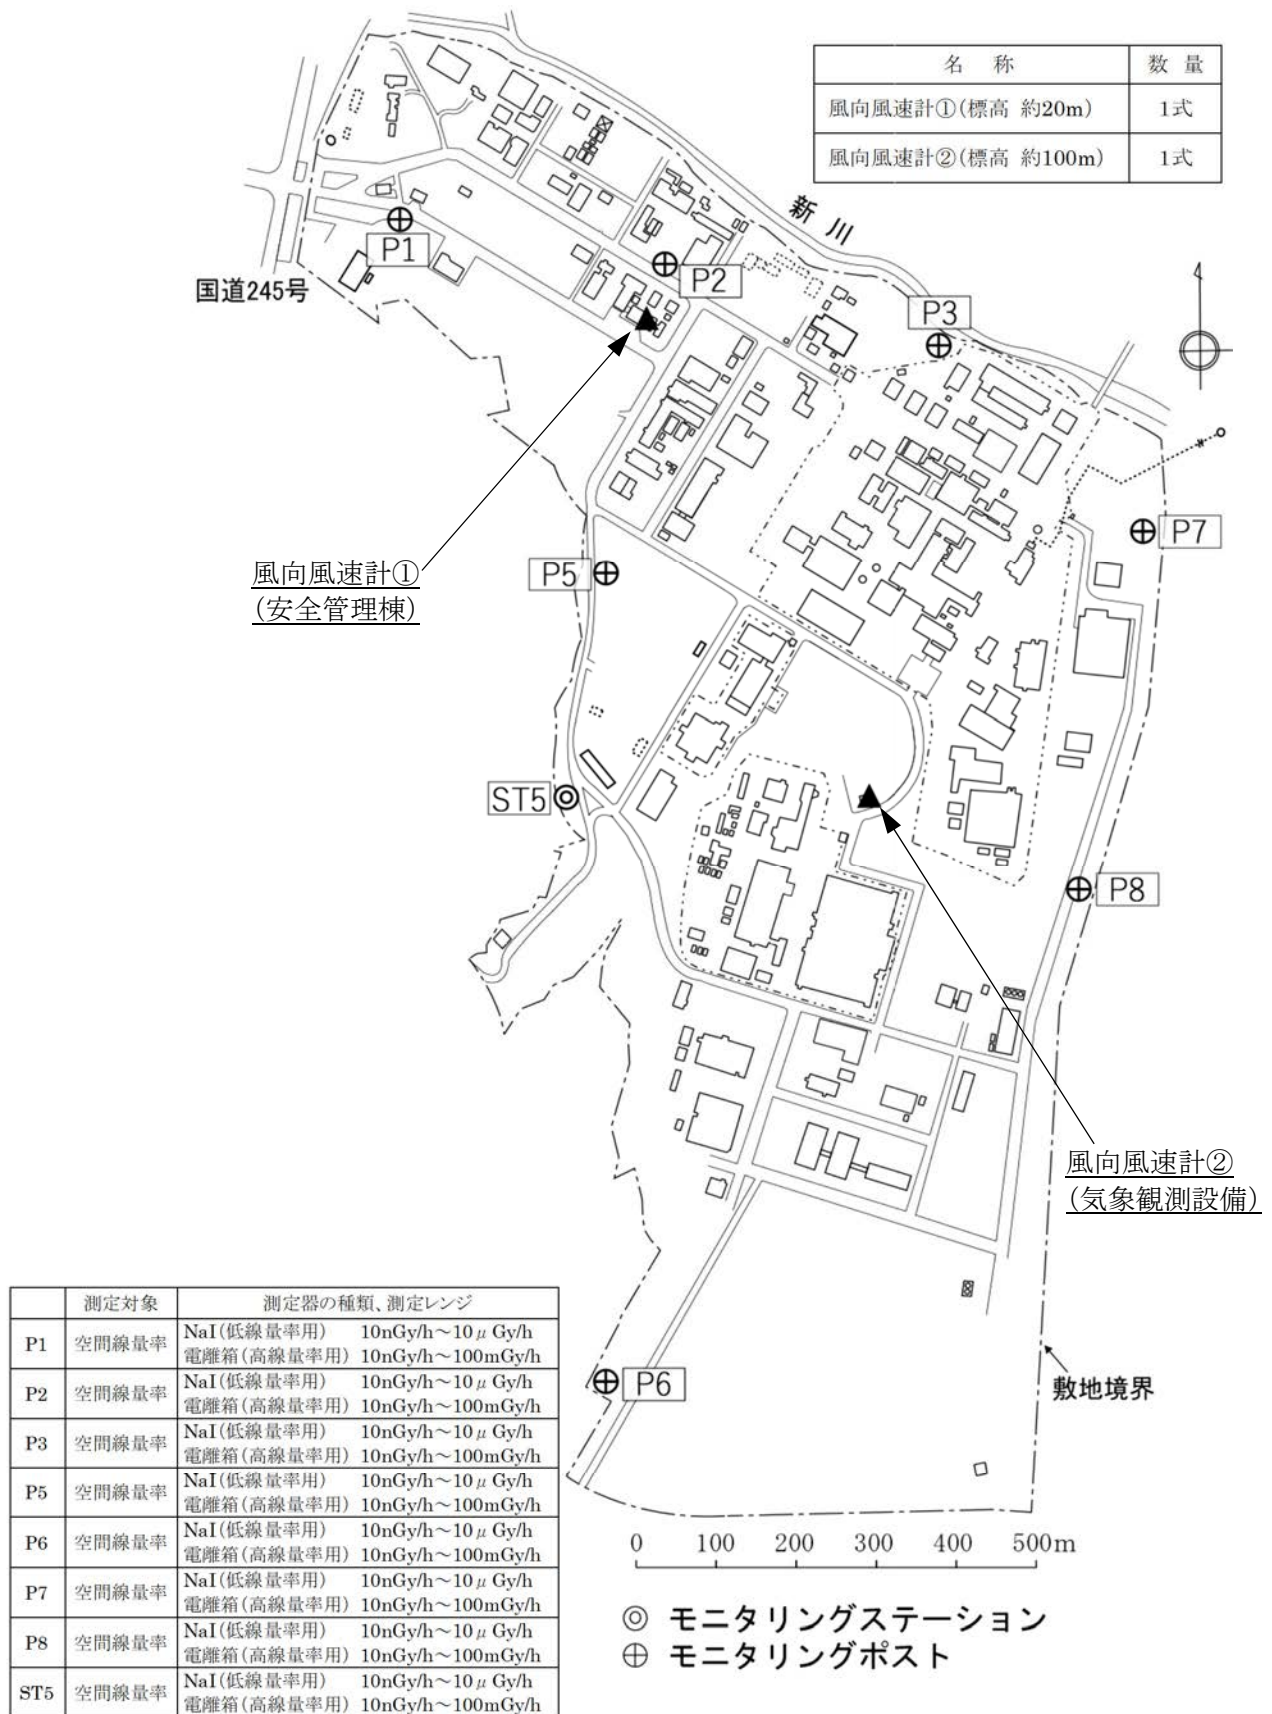 名　称 数 量
風向風速計①(標高 約20m) 1式
風向風速計②(標高 約100m) 1式
新川
P1
P2
P3
国道245号
P7
P5
風向風速計①
(安全管理棟)
ST5
P8
風向風速計②
(気象観測設備)
P6
敷地境界
測定対象 測定器の種類、測定レンジ
P1 空間線量率 NaI(低線量率用) 10nGy/h～10μGy/h
電離箱(高線量率用) 10nGy/h～100mGy/h
P2 空間線量率 NaI(低線量率用) 10nGy/h～10μGy/h
電離箱(高線量率用) 10nGy/h～100mGy/h
P3 空間線量率 NaI(低線量率用) 10nGy/h～10μGy/h
電離箱(高線量率用) 10nGy/h～100mGy/h
P5 空間線量率 NaI(低線量率用) 10nGy/h～10μGy/h
電離箱(高線量率用) 10nGy/h～100mGy/h
P6 空間線量率 NaI(低線量率用) 10nGy/h～10μGy/h
電離箱(高線量率用) 10nGy/h～100mGy/h
P7 空間線量率 NaI(低線量率用) 10nGy/h～10μGy/h
電離箱(高線量率用) 10nGy/h～100mGy/h
P8 空間線量率 NaI(低線量率用) 10nGy/h～10μGy/h
電離箱(高線量率用) 10nGy/h～100mGy/h
ST5 空間線量率 NaI(低線量率用) 10nGy/h～10μGy/h
電離箱(高線量率用) 10nGy/h～100mGy/h
0 100 200 300 400 500m
◎ モニタリングステーション
⊕ モニタリングポスト